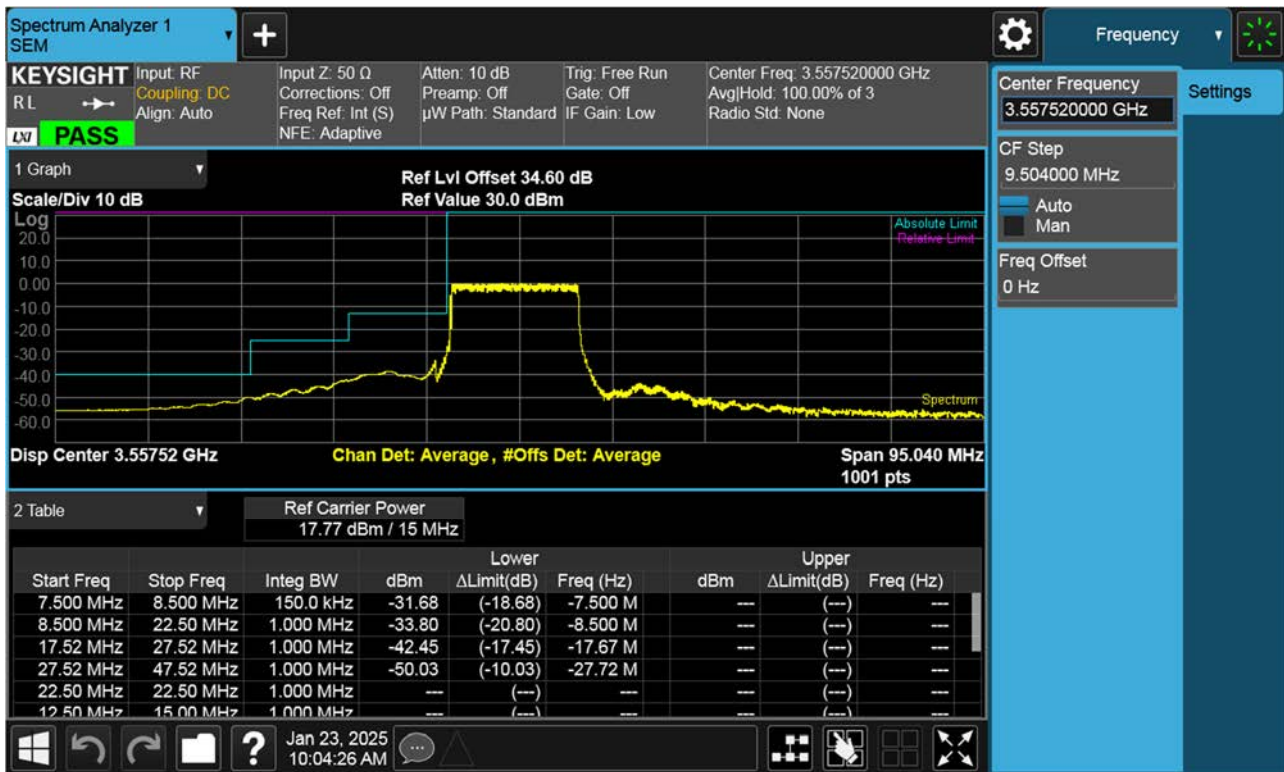 Spectrum Analyzer 1
SEM
+
Frequency
KEYSIGHT
R L
LXI
PASS
Input: RF
Coupling: DC
Align: Auto
Input Z: 50 Ω
Corrections: Off
Freq Ref: Int (S)
NFE: Adaptive
Atten: 10 dB
Preamp: Off
µW Path: Standard
Trig: Free Run
Gate: Off
IF Gain: Low
Center Freq: 3.557520000 GHz
Avg|Hold: 100.00% of 3
Radio Std: None
Center Frequency
3.557520000 GHz
Settings
CF Step
9.504000 MHz
Auto
Man
Freq Offset
0 Hz
1 Graph
Scale/Div 10 dB
Ref Lvl Offset 34.60 dB
Ref Value 30.0 dBm
Log
Absolute Limit
Relative Limit
20.0
10.0
0.00
-10.0
-20.0
-30.0
-40.0
-50.0
-60.0
Spectrum
Disp Center 3.55752 GHz
Chan Det: Average, #Offs Det: Average
Span 95.040 MHz
1001 pts
2 Table
Ref Carrier Power
17.77 dBm / 15 MHz
Lower Upper
Start Freq Stop Freq Integ BW dBm ΔLimit(dB) Freq (Hz) dBm ΔLimit(dB) Freq (Hz)
7.500 MHz 8.500 MHz 150.0 kHz -31.68 (-18.68) -7.500 M --- (---) ---
8.500 MHz 22.50 MHz 1.000 MHz -33.80 (-20.80) -8.500 M --- (---) ---
17.52 MHz 27.52 MHz 1.000 MHz -42.45 (-17.45) -17.67 M --- (---) ---
27.52 MHz 47.52 MHz 1.000 MHz -50.03 (-10.03) -27.72 M --- (---) ---
22.50 MHz 22.50 MHz 1.000 MHz --- (---) --- --- (---) ---
12.50 MHz 15.00 MHz 1.000 MHz --- (---) --- --- (---) ---
?
Jan 23, 2025
10:04:26 AM